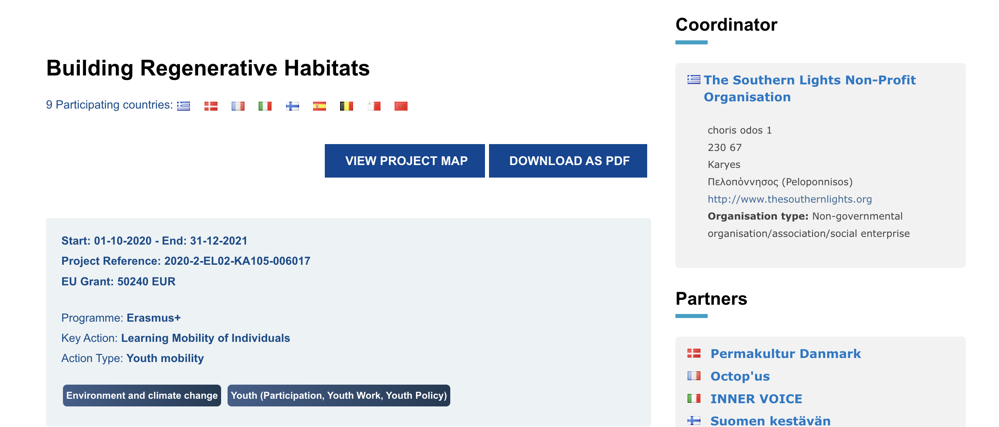 Building Regenerative Habitats
9 Participating countries:
VIEW PROJECT MAP
DOWNLOAD AS PDF
Start: 01-10-2020 - End: 31-12-2021
Project Reference: 2020-2-EL02-KA105-006017
EU Grant: 50240 EUR
Programme: Erasmus+
Key Action: Learning Mobility of Individuals
Action Type: Youth mobility
Environment and climate change
Youth (Participation, Youth Work, Youth Policy)
Coordinator
The Southern Lights Non-Profit
Organisation
choris odos 1
230 67
Karyes
Πελοπόννησος (Peloponnisos)
http://www.thesouthernlights.org
Organisation type: Non-governmental
organisation/association/social enterprise
Partners
Permakultur Danmark
Octop'us
INNER VOICE
Suomen kestävän